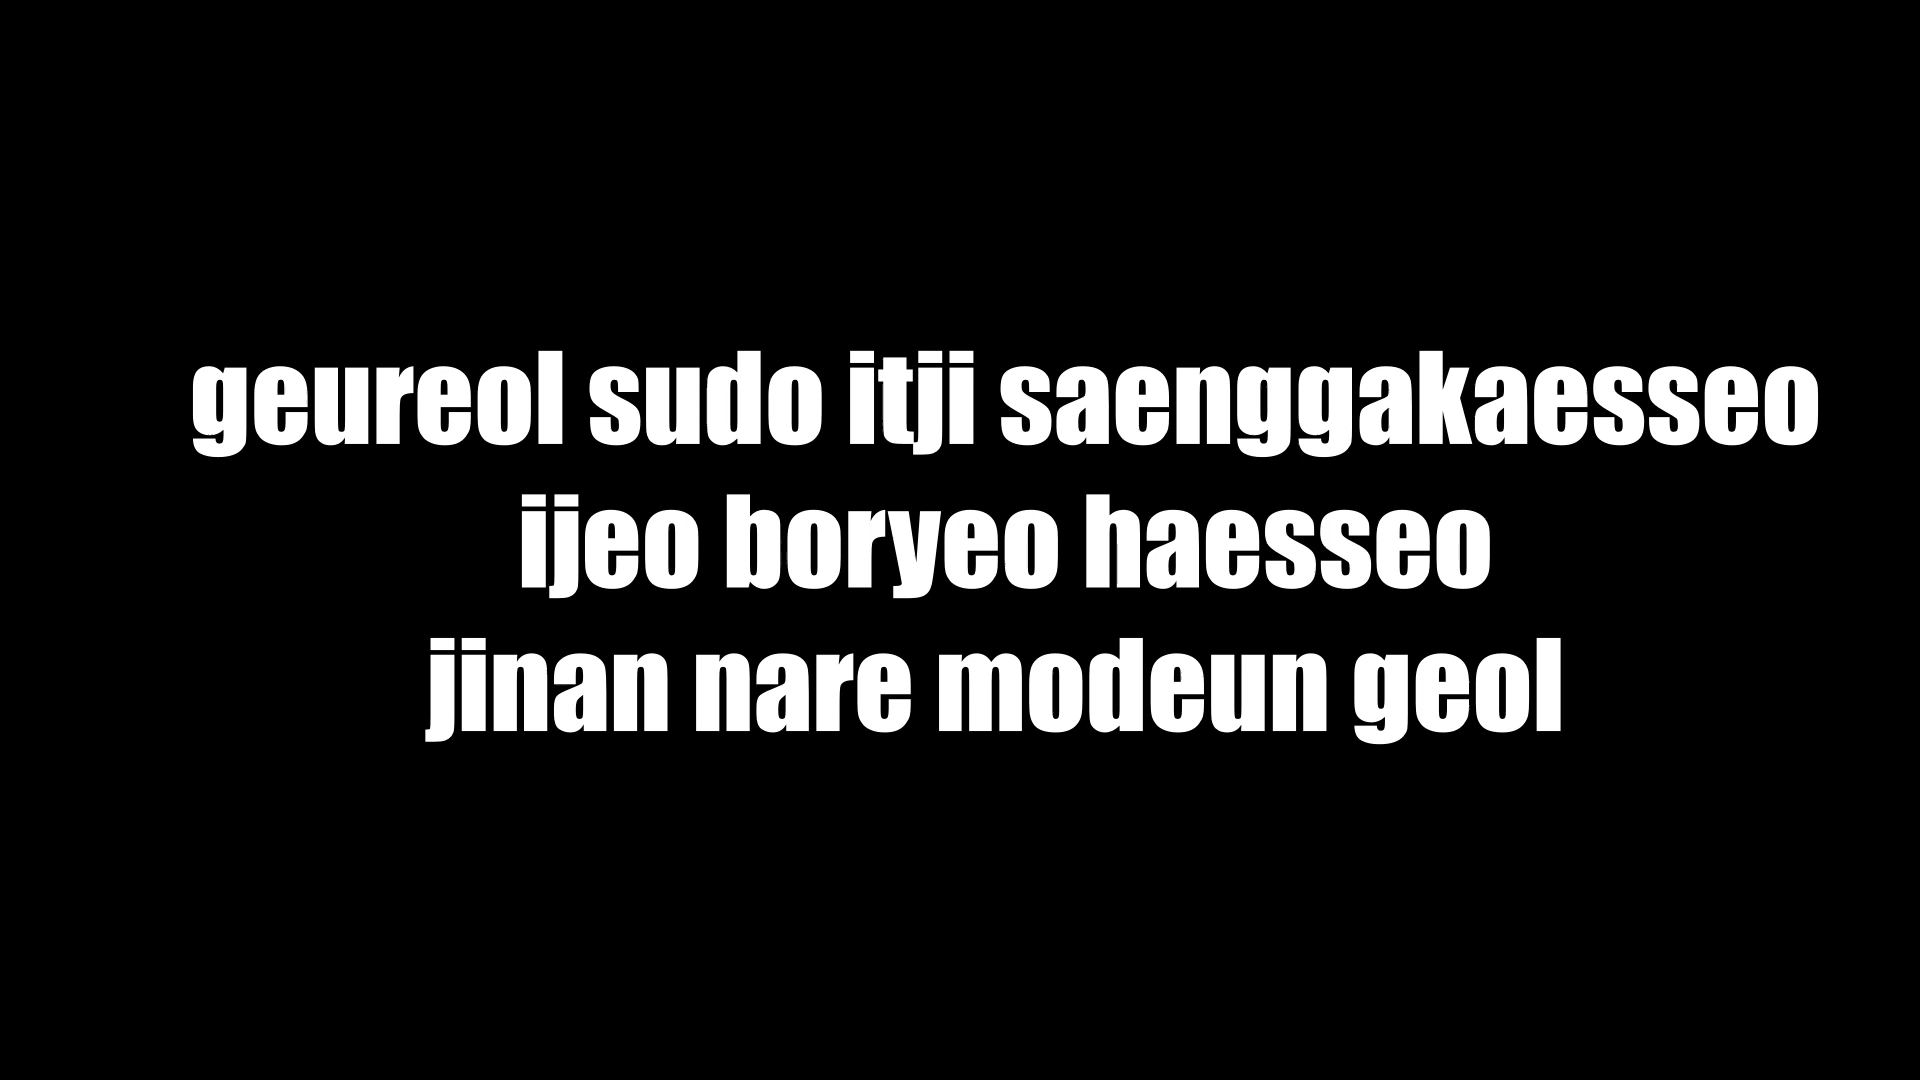 geureol sudo itji saenggakaesseo
ijeo boryeo haesseo
jinan nare modeun geol